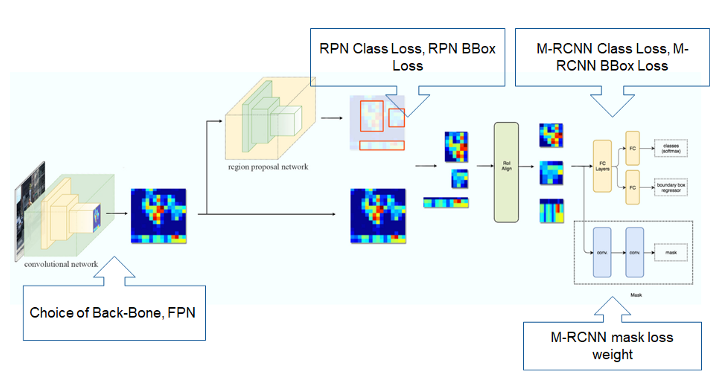 RPN Class Loss, RPN BBox
Loss
M-RCNN Class Loss, M-
RCNN BBox Loss
region proposal network
RoI
Align
FC
Layers
FC
classes
(softmax)
FC
boundary box
regressor
convolutional network
conv
conv
mask
Mask
Choice of Back-Bone, FPN
M-RCNN mask loss
weight